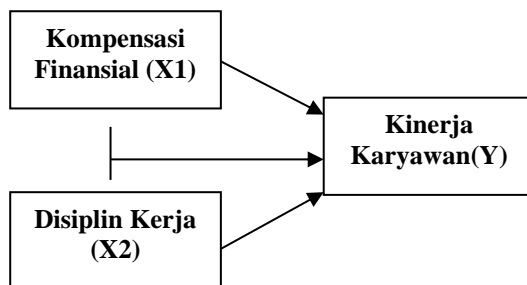 Kompensasi
Finansial (X1)
Kinerja
Karyawan(Y)
Disiplin Kerja
(X2)